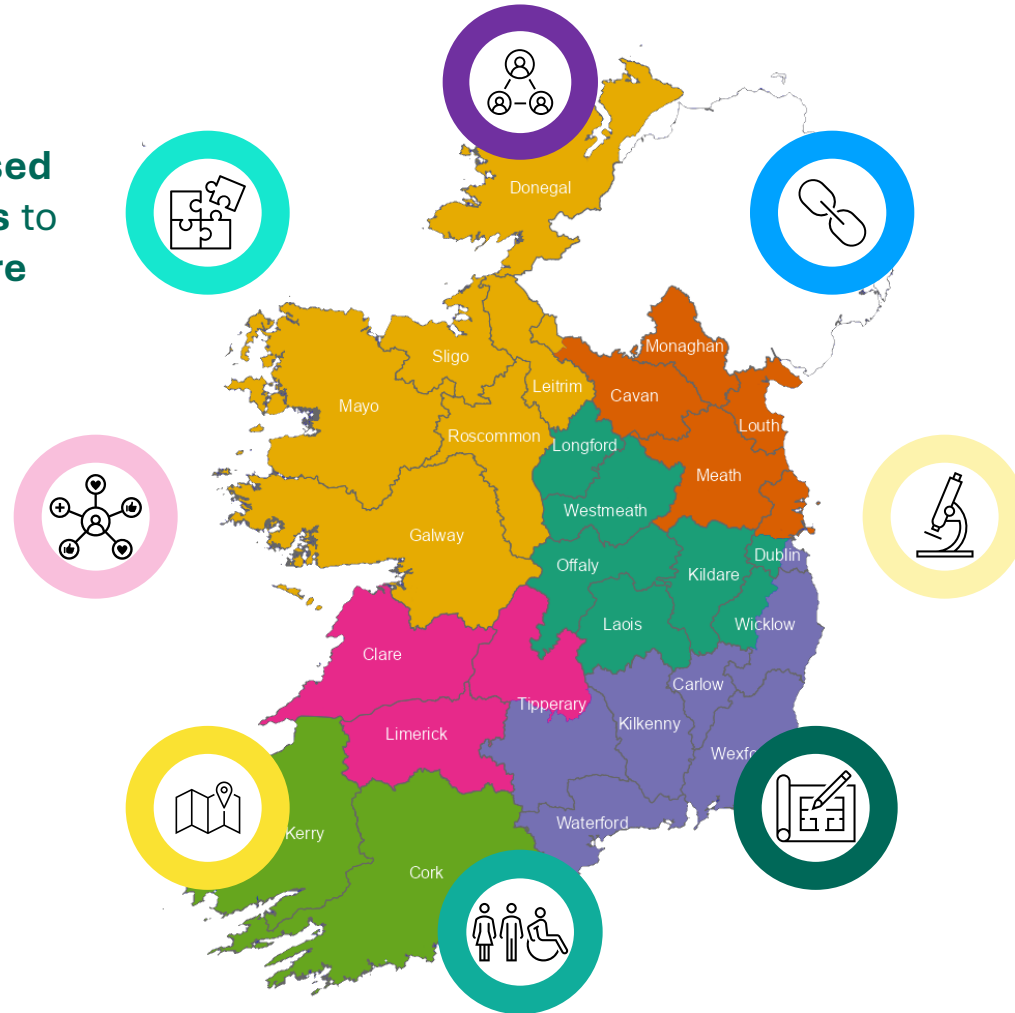 sed
s to
re
Donegal
Monaghan
Sligo
Leitrim
Cavan
Mayo
Louth
Roscommon
Longford
Meath
Westmeath
Galway
Dublin
Offaly
Kildare
Laois
Wicklow
Clare
Carlow
Tipperary
Kilkenny
Limerick
Wexfo
Waterford
Kerry
Cork